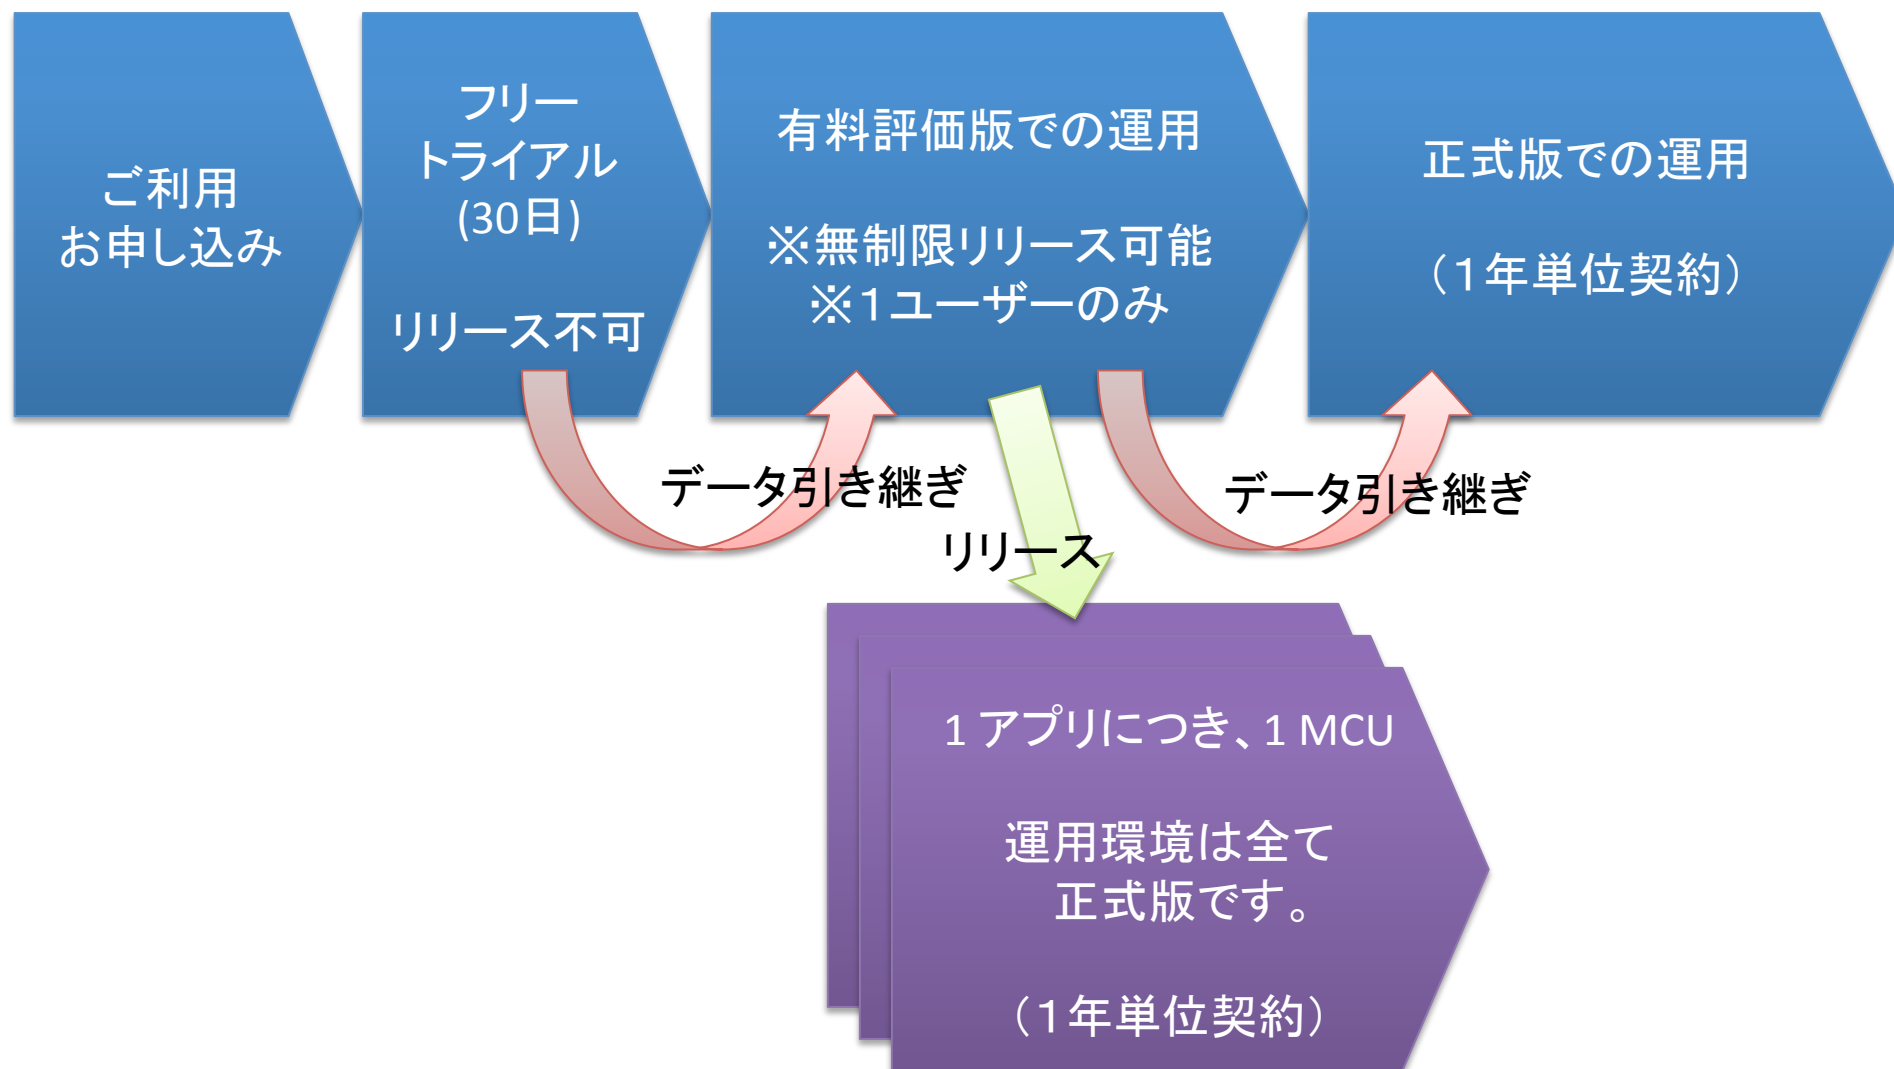 ご利用
お申し込み
フリー
トライアル
(30日)
リリース不可
有料評価版での運用
※無制限リリース可能
※1ユーザーのみ
正式版での運用
（1年単位契約）
データ引き継ぎ
データ引き継ぎ
リリース
1 アプリにつき、1 MCU
運用環境は全て
正式版です。
（1年単位契約）